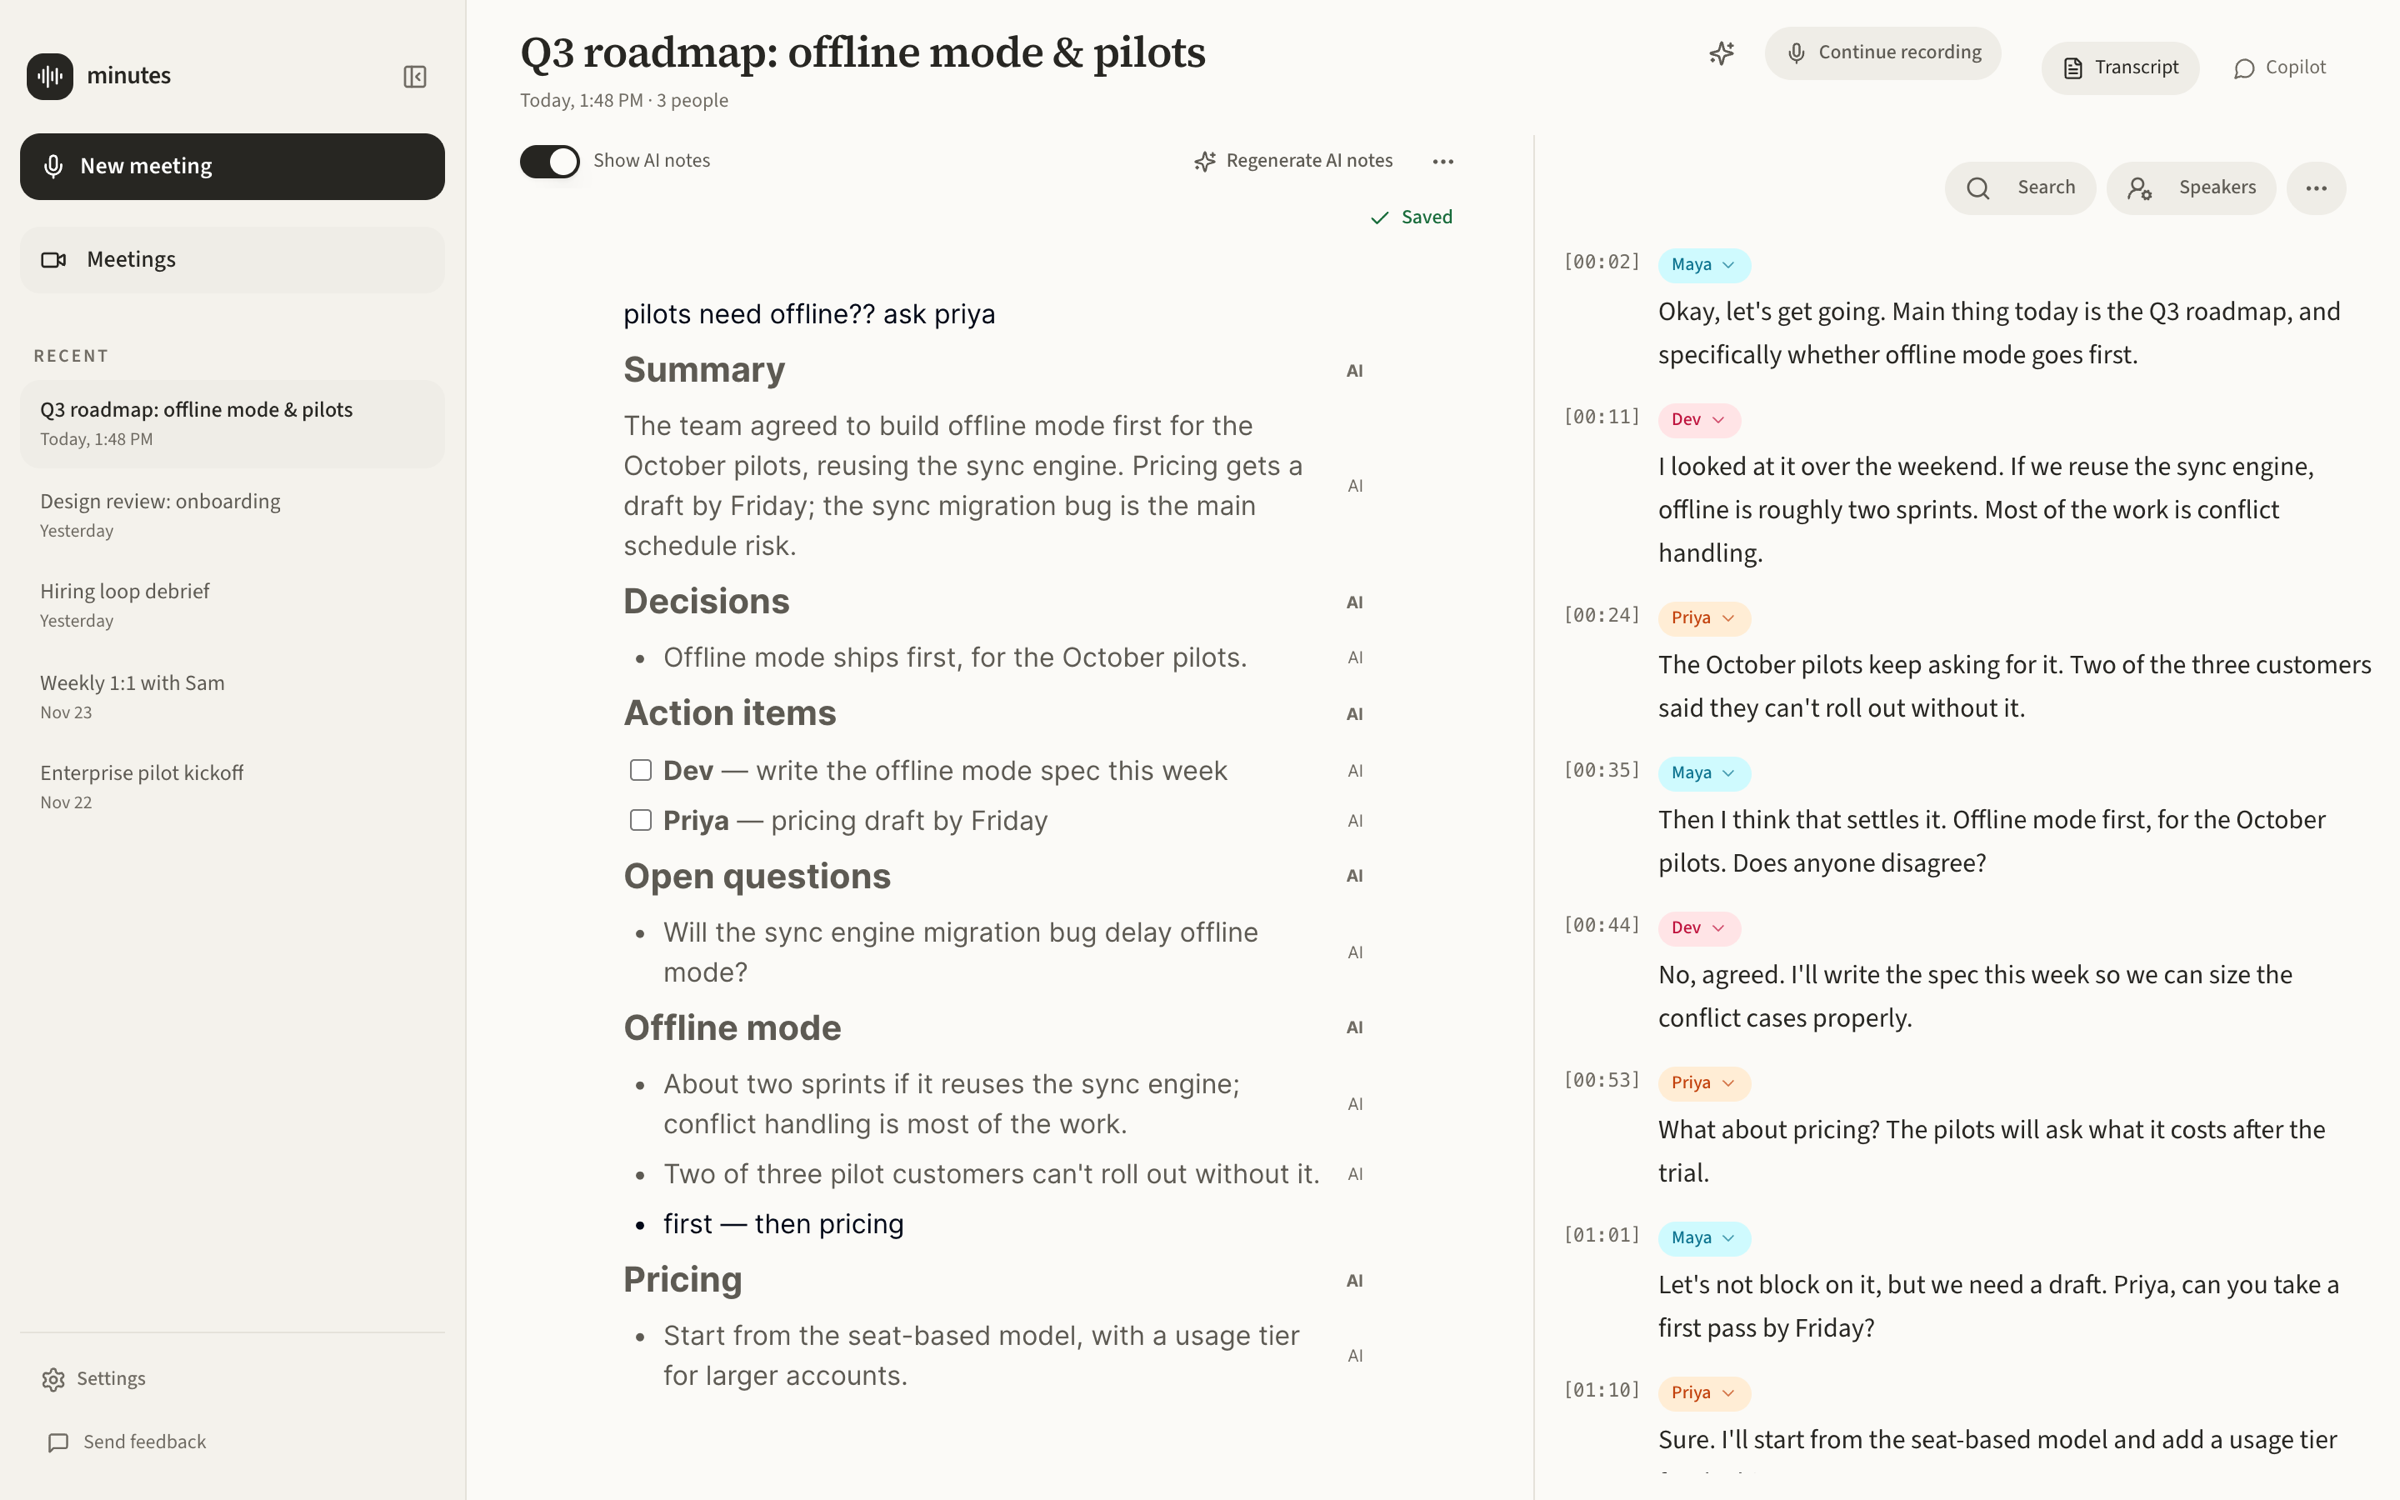 minutes
New meeting
Meetings
RECENT
Q3 roadmap: offline mode & pilots
Today, 1:48 PM
Design review: onboarding
Yesterday
Hiring loop debrief
Yesterday
Weekly 1:1 with Sam
Nov 23
Enterprise pilot kickoff
Nov 22
Settings
Send feedback
Q3 roadmap: offline mode & pilots
Today, 1:48 PM · 3 people
Continue recording
Transcript
Copilot
Show AI notes
Regenerate AI notes
Saved
pilots need offline?? ask priya
Summary AI
The team agreed to build offline mode first for the
October pilots, reusing the sync engine. Pricing gets a
draft by Friday; the sync migration bug is the main
schedule risk.
AI
Decisions AI
• Offline mode ships first, for the October pilots. AI
Action items AI
Dev — write the offline mode spec this week AI
Priya — pricing draft by Friday AI
Open questions AI
• Will the sync engine migration bug delay offline
mode?
AI
Offline mode AI
• About two sprints if it reuses the sync engine;
conflict handling is most of the work.
AI
• Two of three pilot customers can't roll out without it. AI
• first — then pricing
Pricing AI
• Start from the seat-based model, with a usage tier
for larger accounts.
AI
Search
Speakers
[00:02] Maya
Okay, let's get going. Main thing today is the Q3 roadmap, and
specifically whether offline mode goes first.
[00:11] Dev
I looked at it over the weekend. If we reuse the sync engine,
offline is roughly two sprints. Most of the work is conflict
handling.
[00:24] Priya
The October pilots keep asking for it. Two of the three customers
said they can't roll out without it.
[00:35] Maya
Then I think that settles it. Offline mode first, for the October
pilots. Does anyone disagree?
[00:44] Dev
No, agreed. I'll write the spec this week so we can size the
conflict cases properly.
[00:53] Priya
What about pricing? The pilots will ask what it costs after the
trial.
[01:01] Maya
Let's not block on it, but we need a draft. Priya, can you take a
first pass by Friday?
[01:10] Priya
Sure. I'll start from the seat-based model and add a usage tier